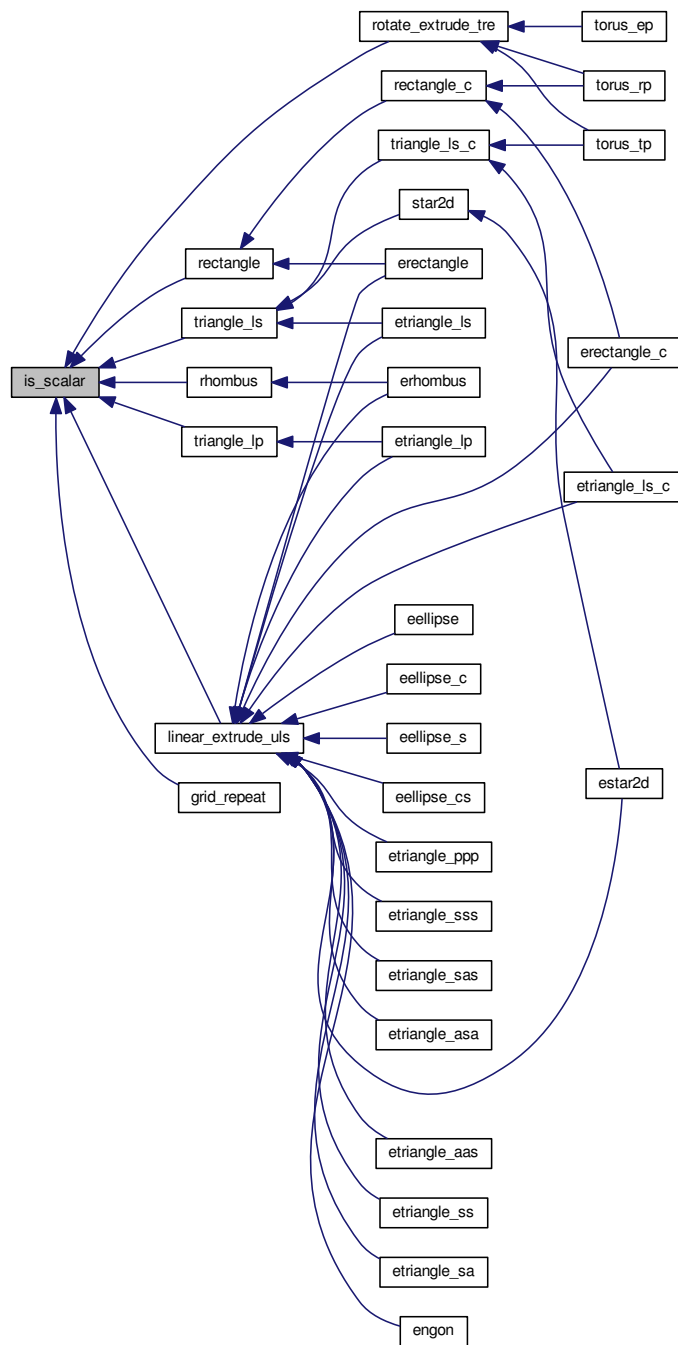 rotate_extrude_tre
torus_ep
rectangle_c
torus_rp
triangle_ls_c
torus_tp
star2d
rectangle
erectangle
triangle_ls
etriangle_ls
erectangle_c
is_scalar
rhombus
erhombus
triangle_lp
etriangle_lp
etriangle_ls_c
eellipse
eellipse_c
linear_extrude_uls
eellipse_s
estar2d
grid_repeat
eellipse_cs
etriangle_ppp
etriangle_sss
etriangle_sas
etriangle_asa
etriangle_aas
etriangle_ss
etriangle_sa
engon